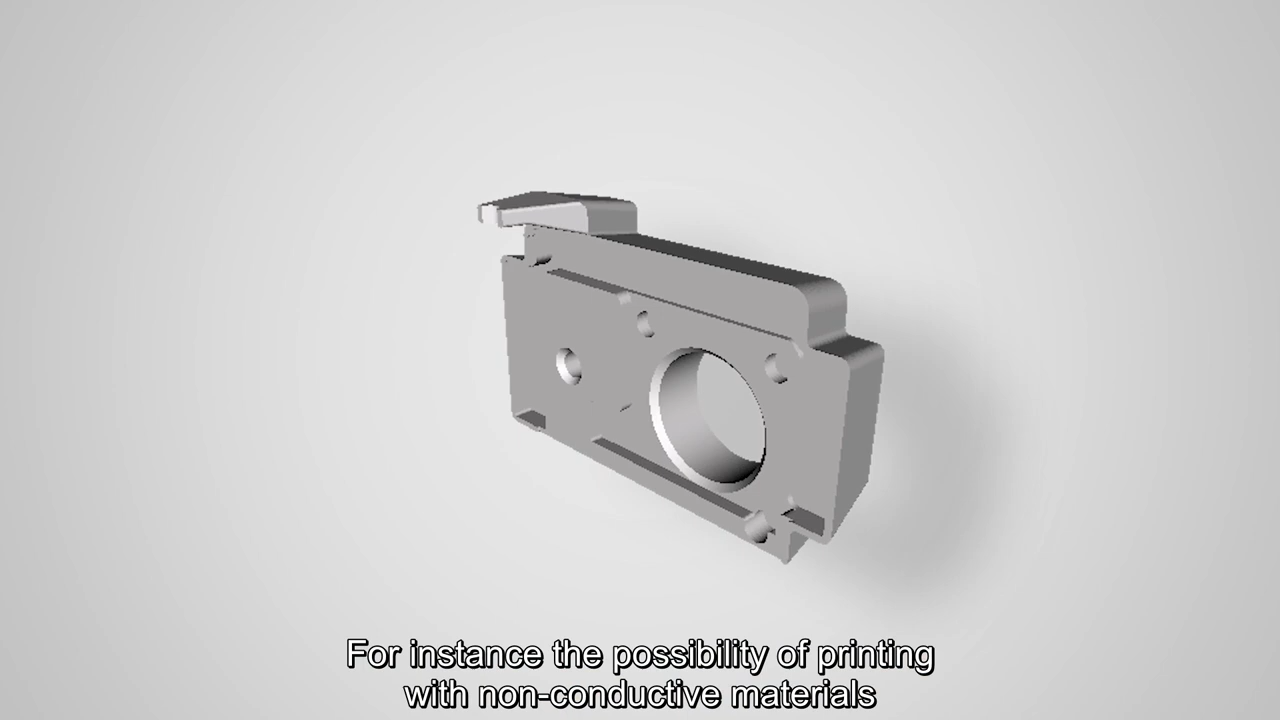 For instance the possibility of printing
with non-conductive materials